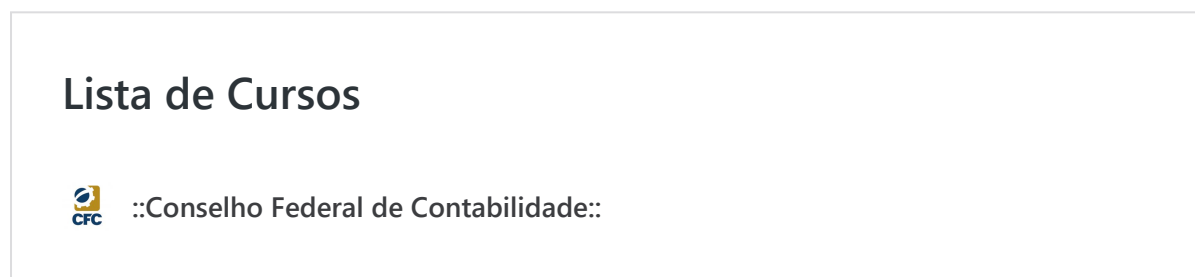 Lista de Cursos
CFC
::Conselho Federal de Contabilidade::